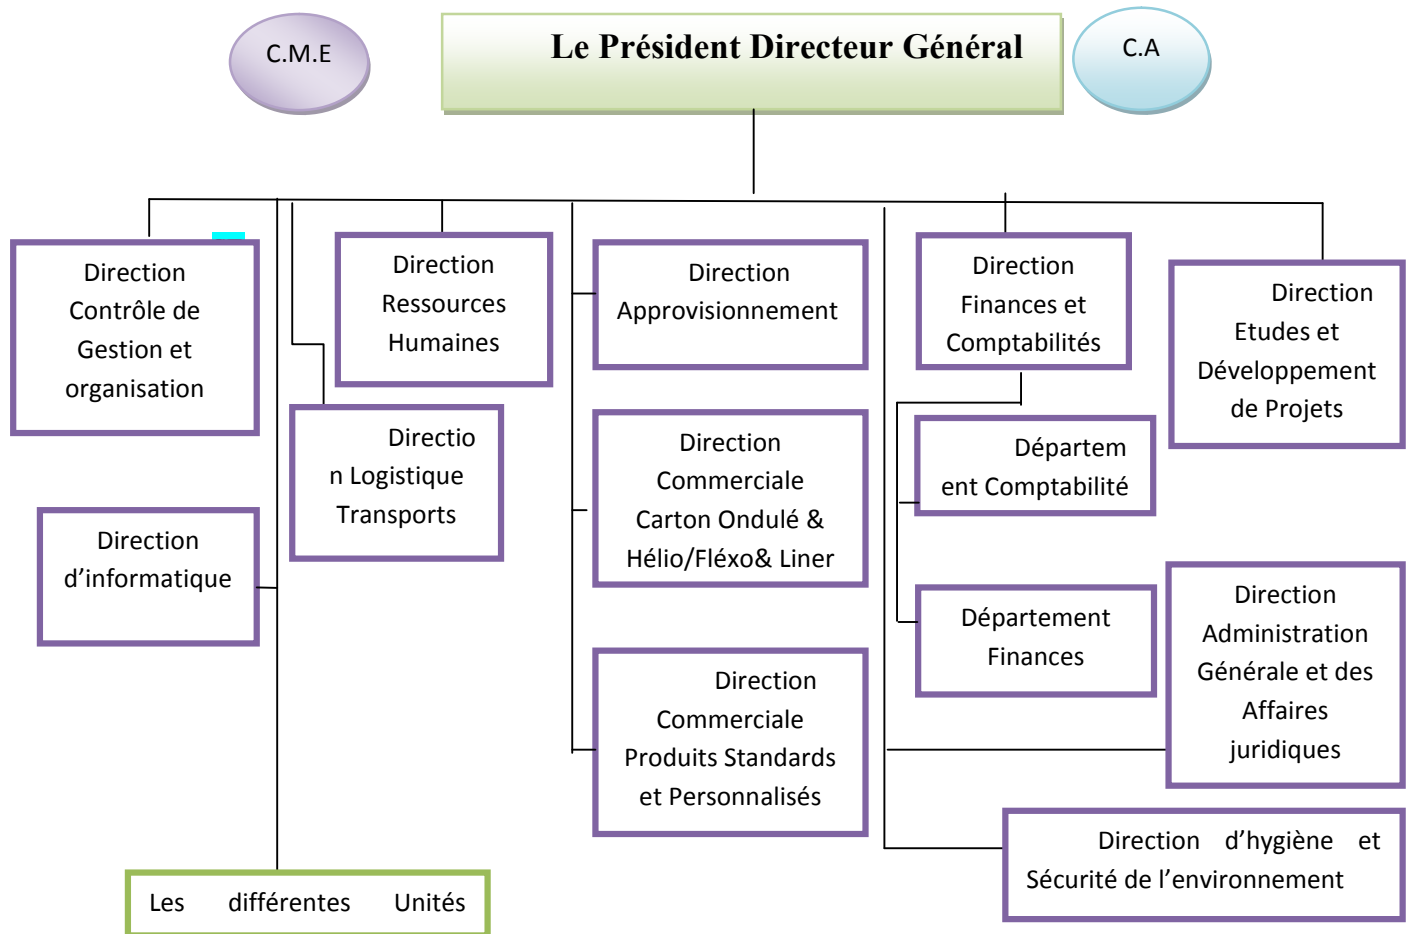 C.M.E
Le Président Directeur Général
C.A
Direction
Contrôle de
Gestion et
organisation
Direction
Ressources
Humaines
Direction
Approvisionnement
Direction
Finances et
Comptabilités
Direction
Etudes et
Développement
de Projets
Directio
n Logistique
Transports
Direction
Commerciale
Carton Ondulé &
Hélio/Fléxo& Liner
Départem
ent Comptabilité
Direction
d’informatique
Département
Finances
Direction
Administration
Générale et des
Affaires
juridiques
Direction
Commerciale
Produits Standards
et Personnalisés
Direction d’hygiène et
Sécurité de l’environnement
Les différentes Unités